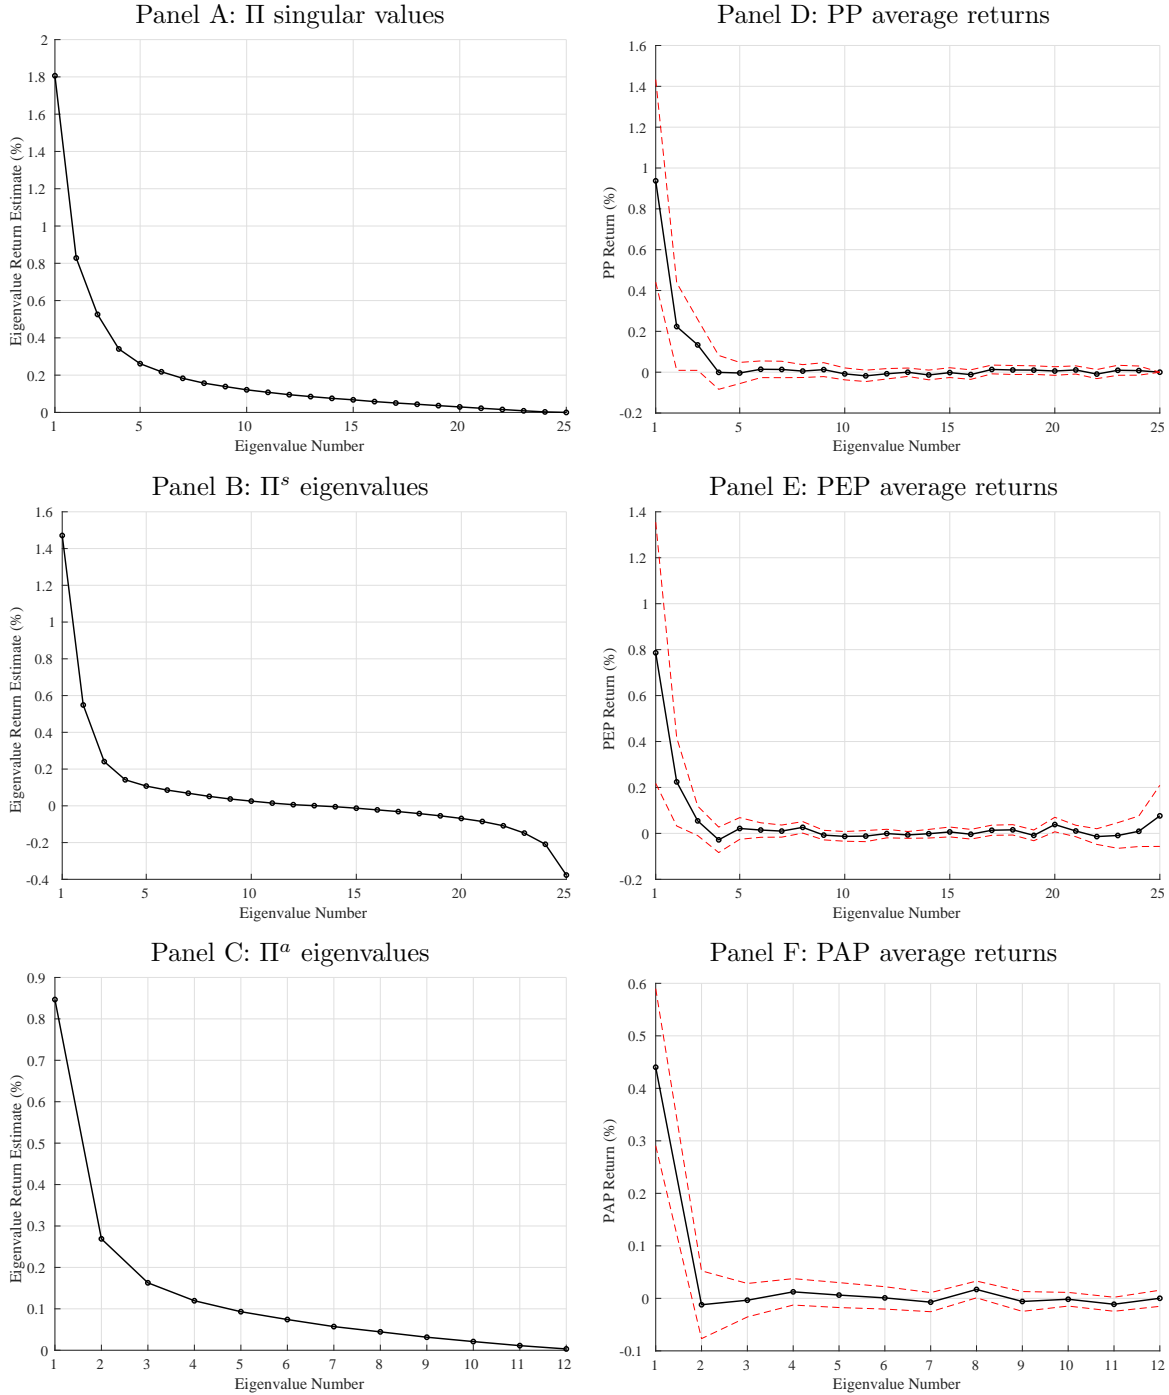 Panel A: Π singular values
2
1.8
1.6
1.4
1.2
1
0.8
0.6
0.4
0.2
0
Eigenvalue Return Estimate (%)
1 5 10 15 20 25
Eigenvalue Number
Panel D: PP average returns
1.6
1.4
1.2
1
0.8
0.6
0.4
0.2
0
-0.2
PP Return (%)
1 5 10 15 20 25
Eigenvalue Number
Panel B: Πˢ eigenvalues
1.6
1.4
1.2
1
0.8
0.6
0.4
0.2
0
-0.2
-0.4
Eigenvalue Return Estimate (%)
1 5 10 15 20 25
Eigenvalue Number
Panel E: PEP average returns
1.4
1.2
1
0.8
0.6
0.4
0.2
0
-0.2
PEP Return (%)
1 5 10 15 20 25
Eigenvalue Number
Panel C: Πᵃ eigenvalues
0.9
0.8
0.7
0.6
0.5
0.4
0.3
0.2
0.1
0
Eigenvalue Return Estimate (%)
1 2 3 4 5 6 7 8 9 10 11 12
Eigenvalue Number
Panel F: PAP average returns
0.6
0.5
0.4
0.3
0.2
0.1
0
-0.1
PAP Return (%)
1 2 3 4 5 6 7 8 9 10 11 12
Eigenvalue Number